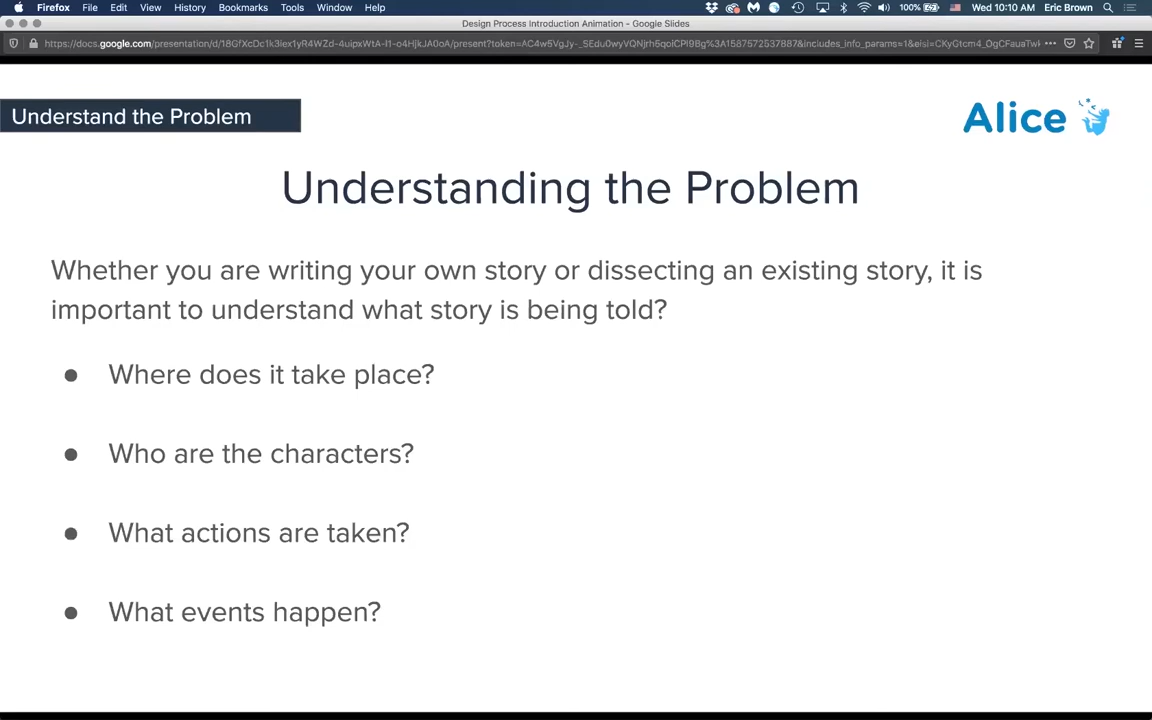 Firefox File Edit View History Bookmarks Tools Window Help 100% Wed 10:10 AM Eric Brown
Design Process Introduction Animation - Google Slides
Understand the Problem
Alice
Understanding the Problem
Whether you are writing your own story or dissecting an existing story, it is
important to understand what story is being told?
● Where does it take place?
● Who are the characters?
● What actions are taken?
● What events happen?